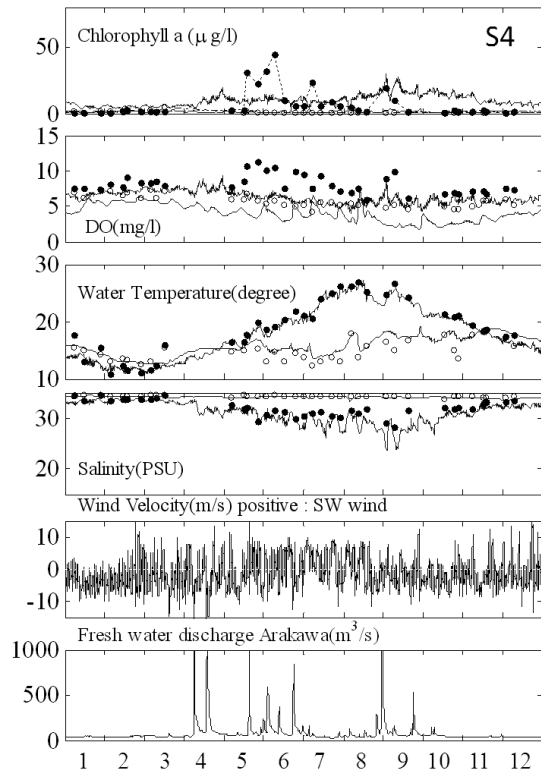 Chlorophyll a (μ g/l) S4
50
0
15
10
5
0
DO(mg/l)
30
20
10
Water Temperature(degree)
30
20
Salinity(PSU)
Wind Velocity(m/s) positive : SW wind
10
0
-10
Fresh water discharge Arakawa(m³/s)
1000
500
0
1 2 3 4 5 6 7 8 9 10 11 12